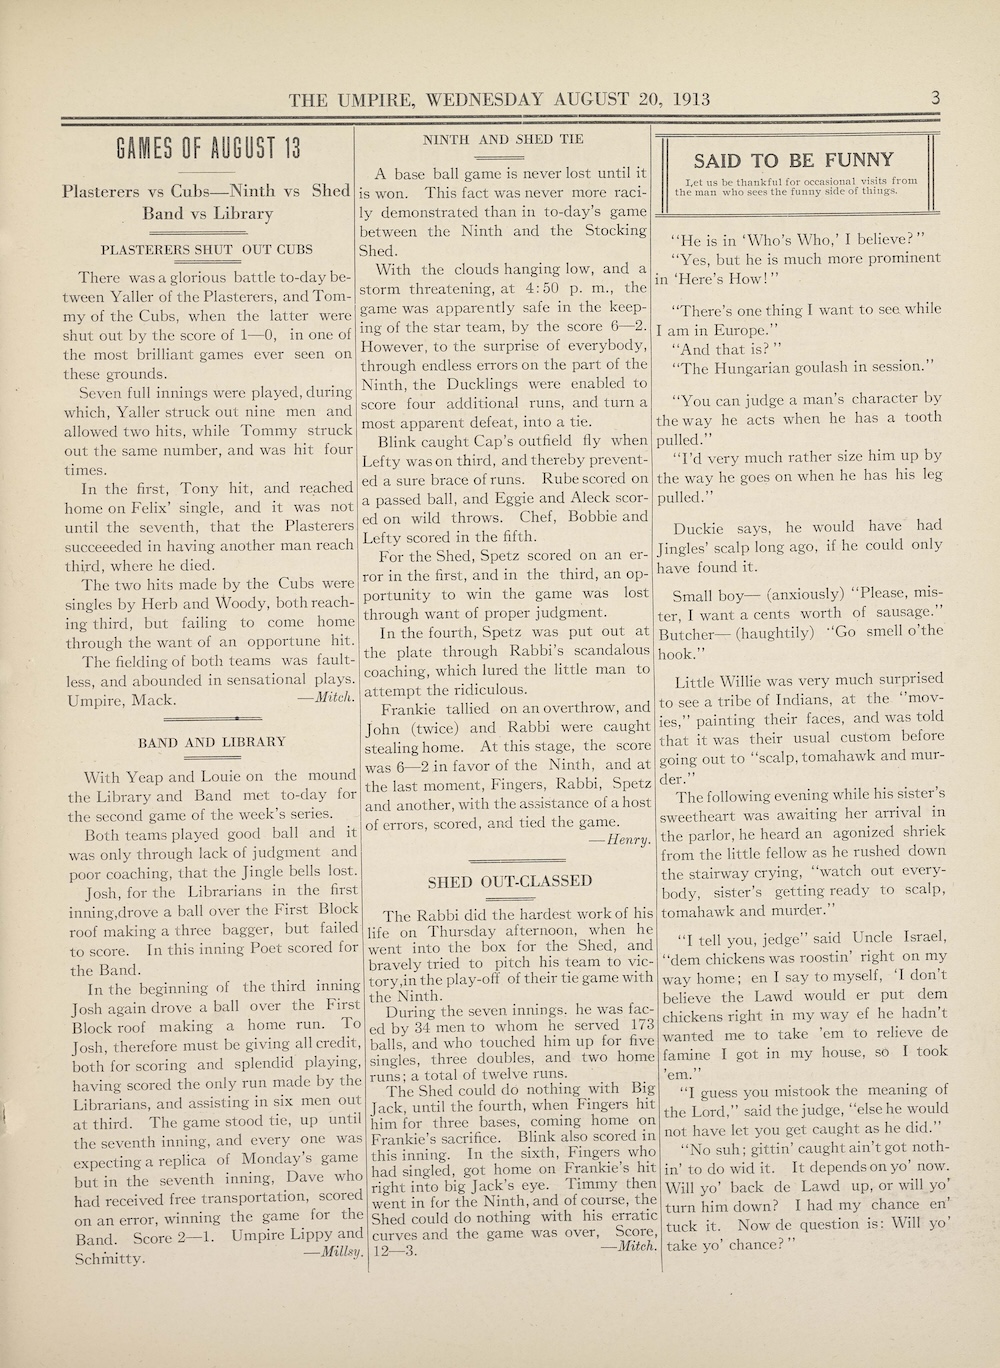 THE UMPIRE, WEDNESDAY AUGUST 20, 1913
3
GAMES OF AUGUST 13
Plasterers vs Cubs—Ninth vs Shed
Band vs Library
PLASTERERS SHUT OUT CUBS
There was a glorious battle to-day be-
tween Yaller of the Plasterers, and Tom-
my of the Cubs, when the latter were
shut out by the score of 1—0, in one of
the most brilliant games ever seen on
these grounds.
Seven full innings were played, during
which, Yaller struck out nine men and
allowed two hits, while Tommy struck
out the same number, and was hit four
times.
In the first, Tony hit, and reached
home on Felix' single, and it was not
until the seventh, that the Plasterers
succeeeded in having another man reach
third, where he died.
The two hits made by the Cubs were
singles by Herb and Woody, both reach-
ing third, but failing to come home
through the want of an opportune hit.
The fielding of both teams was fault-
less, and abounded in sensational plays.
Umpire, Mack. —Mitch.
BAND AND LIBRARY
With Yeap and Louie on the mound
the Library and Band met to-day for
the second game of the week's series.
Both teams played good ball and it
was only through lack of judgment and
poor coaching, that the Jingle bells lost.
Josh, for the Librarians in the first
inning,drove a ball over the First Block
roof making a three bagger, but failed
to score. In this inning Poet scored for
the Band.
In the beginning of the third inning
Josh again drove a ball over the First
Block roof making a home run. To
Josh, therefore must be giving all credit,
both for scoring and splendid playing,
having scored the only run made by the
Librarians, and assisting in six men out
at third. The game stood tie, up until
the seventh inning, and every one was
expecting a replica of Monday's game
but in the seventh inning, Dave who
had received free transportation, scored
on an error, winning the game for the
Band. Score 2—1. Umpire Lippy and
Schmitty. —Millsy.
NINTH AND SHED TIE
A base ball game is never lost until it
is won. This fact was never more raci-
ly demonstrated than in to-day's game
between the Ninth and the Stocking
Shed.
With the clouds hanging low, and a
storm threatening, at 4:50 p. m., the
game was apparently safe in the keep-
ing of the star team, by the score 6—2.
However, to the surprise of everybody,
through endless errors on the part of the
Ninth, the Ducklings were enabled to
score four additional runs, and turn a
most apparent defeat, into a tie.
Blink caught Cap's outfield fly when
Lefty was on third, and thereby prevent-
ed a sure brace of runs. Rube scored on
a passed ball, and Eggie and Aleck scor-
ed on wild throws. Chef, Bobbie and
Lefty scored in the fifth.
For the Shed, Spetz scored on an er-
ror in the first, and in the third, an op-
portunity to win the game was lost
through want of proper judgment.
In the fourth, Spetz was put out at
the plate through Rabbi's scandalous
coaching, which lured the little man to
attempt the ridiculous.
Frankie tallied on an overthrow, and
John (twice) and Rabbi were caught
stealing home. At this stage, the score
was 6—2 in favor of the Ninth, and at
the last moment, Fingers, Rabbi, Spetz
and another, with the assistance of a host
of errors, scored, and tied the game.
—Henry.
SHED OUT-CLASSED
The Rabbi did the hardest work of his
life on Thursday afternoon, when he
went into the box for the Shed, and
bravely tried to pitch his team to vic-
tory,in the play-off of their tie game with
the Ninth.
During the seven innings. he was fac-
ed by 34 men to whom he served 173
balls, and who touched him up for five
singles, three doubles, and two home
runs; a total of twelve runs.
The Shed could do nothing with Big
Jack, until the fourth, when Fingers hit
him for three bases, coming home on
Frankie's sacrifice. Blink also scored in
this inning. In the sixth, Fingers who
had singled, got home on Frankie's hit
right into big Jack's eye. Timmy then
went in for the Ninth, and of course, the
Shed could do nothing with his erratic
curves and the game was over, Score,
12—3. —Mitch.
SAID TO BE FUNNY
Let us be thankful for occasional visits from
the man who sees the funny side of things.
"He is in 'Who's Who,' I believe?"
"Yes, but he is much more prominent
in 'Here's How!"
"There's one thing I want to see while
I am in Europe."
"And that is?"
"The Hungarian goulash in session."
"You can judge a man's character by
the way he acts when he has a tooth
pulled."
"I'd very much rather size him up by
the way he goes on when he has his leg
pulled."
Duckie says, he would have had
Jingles' scalp long ago, if he could only
have found it.
Small boy— (anxiously) "Please, mis-
ter, I want a cents worth of sausage."
Butcher— (haughtily) "Go smell o'the
hook."
Little Willie was very much surprised
to see a tribe of Indians, at the "mov-
ies," painting their faces, and was told
that it was their usual custom before
going out to "scalp, tomahawk and mur-
der."
The following evening while his sister's
sweetheart was awaiting her arrival in
the parlor, he heard an agonized shriek
from the little fellow as he rushed down
the stairway crying, "watch out every-
body, sister's getting ready to scalp,
tomahawk and murder."
"I tell you, jedge" said Uncle Israel,
"dem chickens was roostin' right on my
way home; en I say to myself, 'I don't
believe the Lawd would er put dem
chickens right in my way ef he hadn't
wanted me to take 'em to relieve de
famine I got in my house, so I took
'em."
"I guess you mistook the meaning of
the Lord," said the judge, "else he would
not have let you get caught as he did."
"No suh; gittin' caught ain't got noth-
in' to do wid it. It depends on yo' now.
Will yo' back de Lawd up, or will yo'
turn him down? I had my chance en'
tuck it. Now de question is: Will yo'
take yo' chance?"